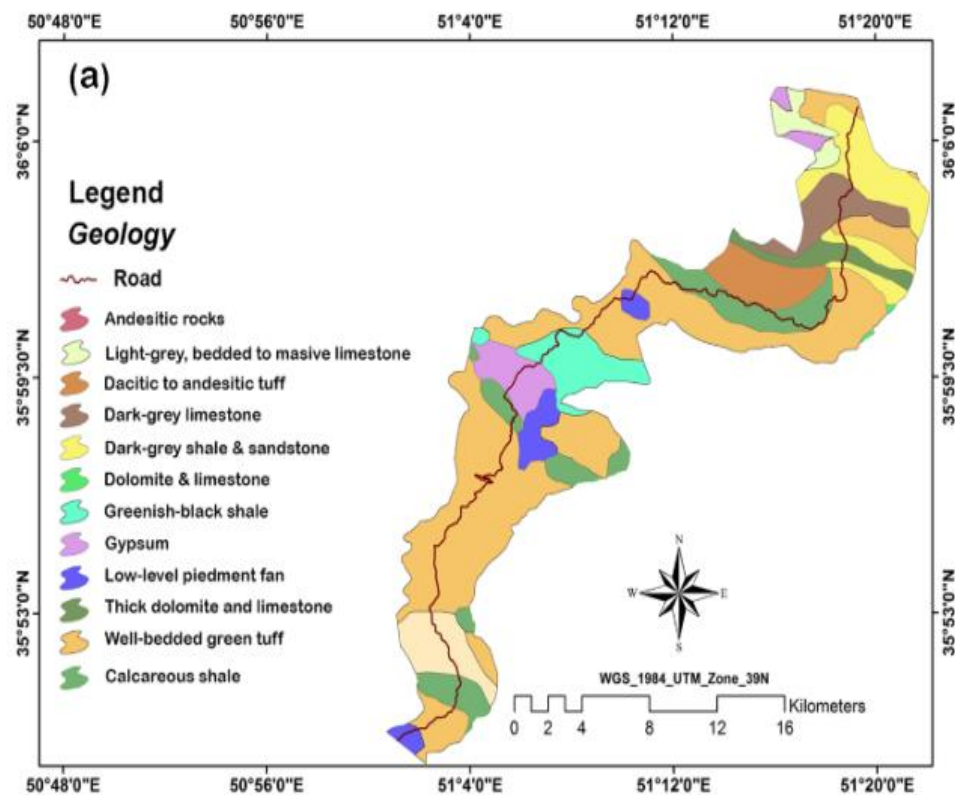 50°48'0"E 50°56'0"E 51°4'0"E 51°12'0"E 51°20'0"E
(a)
36°6'0"N
36°6'0"N
Legend
Geology
Road
Andesitic rocks
Light-grey, bedded to masive limestone
Dacitic to andesitic tuff
Dark-grey limestone
Dark-grey shale & sandstone
Dolomite & limestone
Greenish-black shale
Gypsum
Low-level piedment fan
Thick dolomite and limestone
Well-bedded green tuff
Calcareous shale
35°59'30"N
35°59'30"N
35°53'0"N
35°53'0"N
N
W E
S
WGS_1984_UTM_Zone_39N
Kilometers
0 2 4 8 12 16
50°48'0"E 50°56'0"E 51°4'0"E 51°12'0"E 51°20'0"E